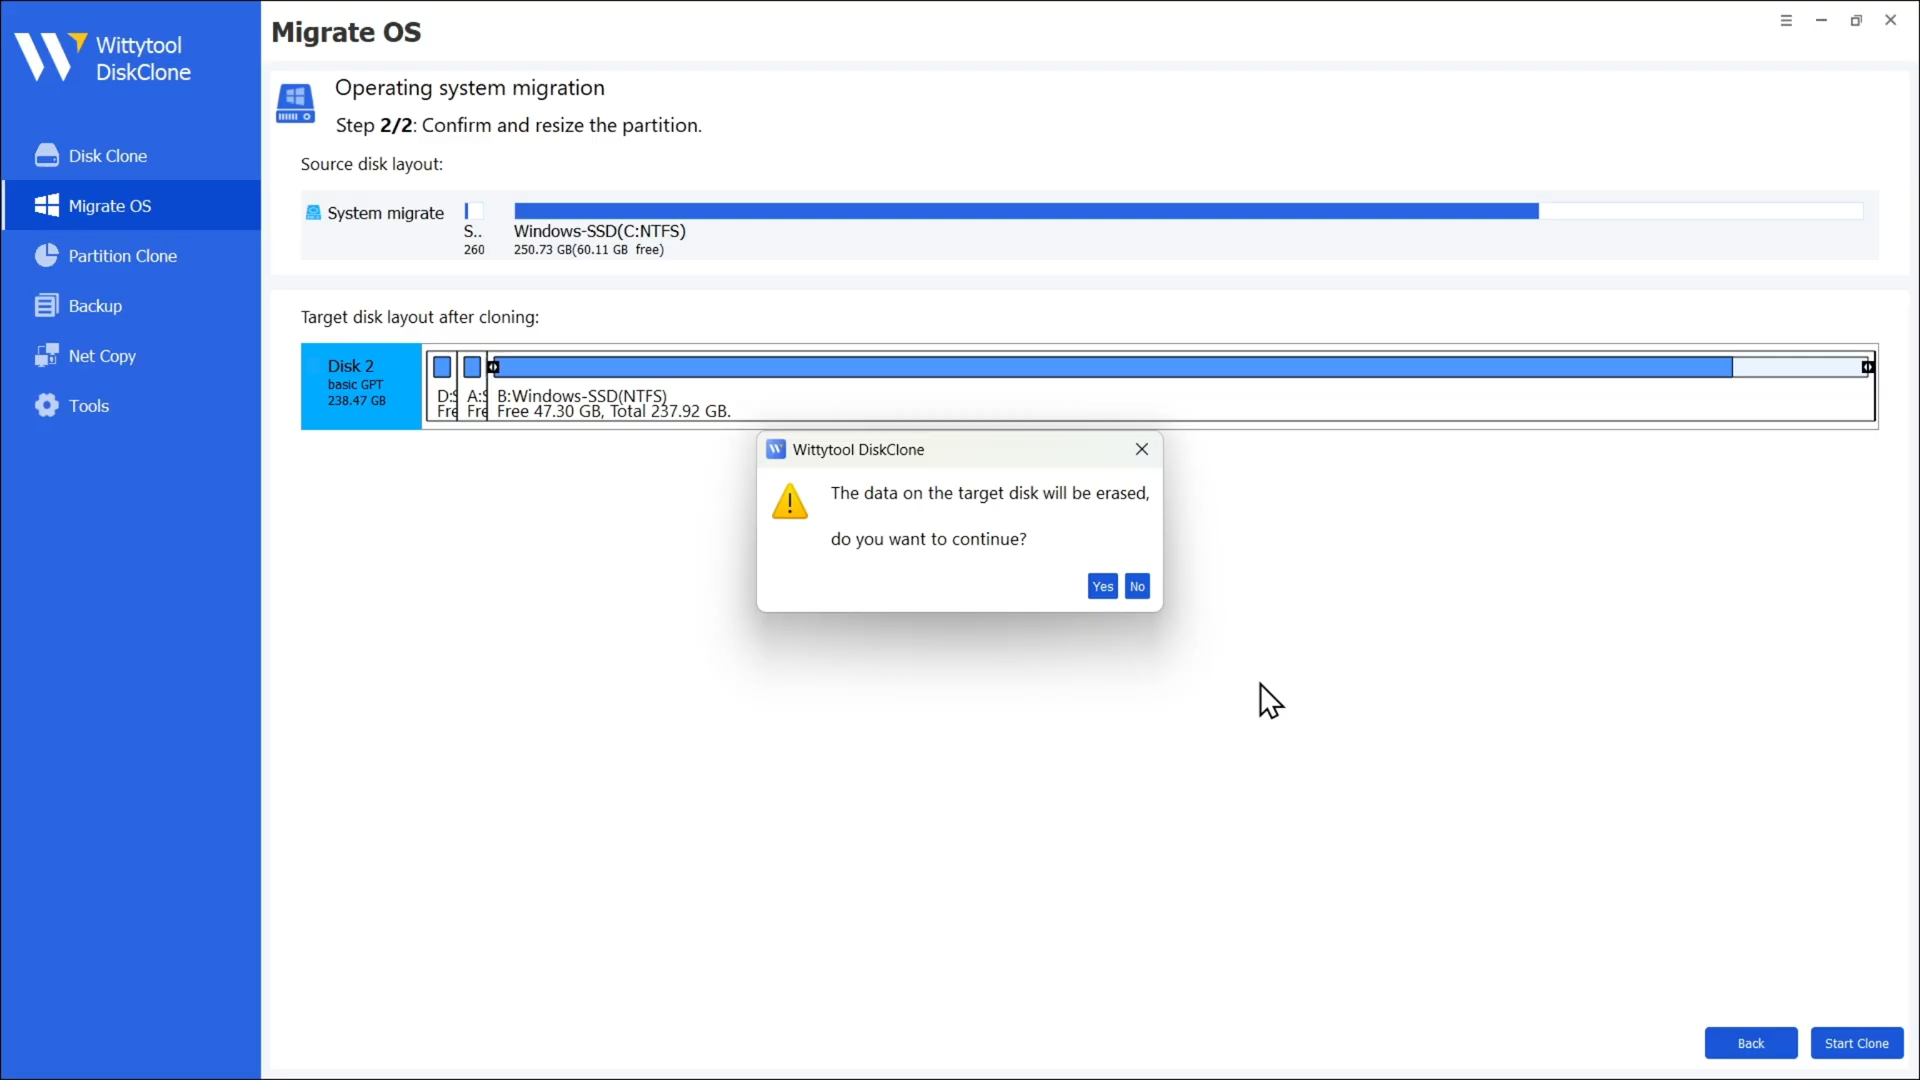 Wittytool
DiskClone
Migrate OS
Disk Clone
Migrate OS
Partition Clone
Backup
Net Copy
Tools
Operating system migration
Step 2/2: Confirm and resize the partition.
Source disk layout:
System migrate
S..
260
Windows-SSD(C:NTFS)
250.73 GB(60.11 GB free)
Target disk layout after cloning:
Disk 2
basic GPT
238.47 GB
D:S
Fre
A:S
Fre
B:Windows-SSD(NTFS)
Free 47.30 GB, Total 237.92 GB.
Wittytool DiskClone
The data on the target disk will be erased,
do you want to continue?
Yes No
Back Start Clone